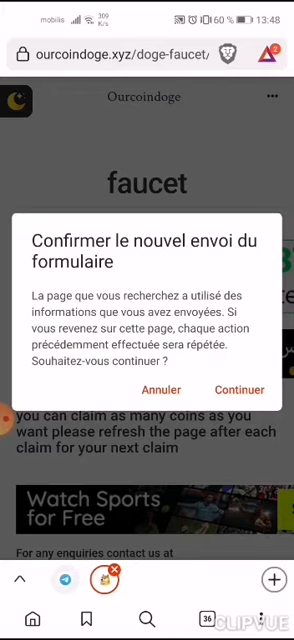 mobilis 309 K/s 60 % 13:48
ourcoindoge.xyz/doge-faucet/ 2
Ourcoindoge
faucet
Confirmer le nouvel envoi du
formulaire
La page que vous recherchez a utilisé des
informations que vous avez envoyées. Si
vous revenez sur cette page, chaque action
précédemment effectuée sera répétée.
Souhaitez-vous continuer ?
Annuler Continuer
you can claim as many coins as you
want please refresh the page after each
claim for your next claim
Watch Sports
for Free
For any enquiries contact us at
36
CLIPVUE